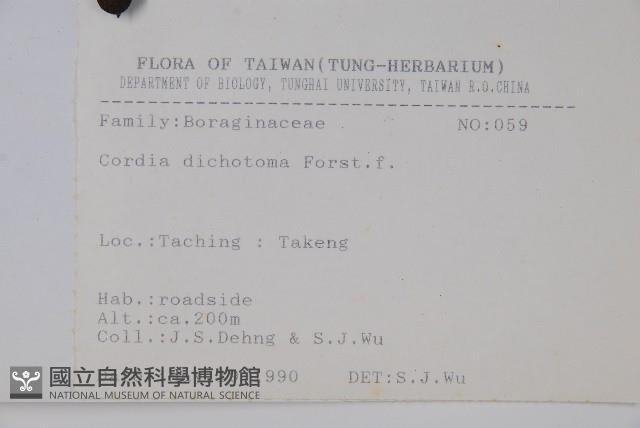 FLORA OF TAIWAN(TUNG-HERBARIUM)
DEPARTMENT OF BIOLOGY, TUNGHAI UNIVERSITY, TAIWAN R.O.CHINA
Family:Boraginaceae NO:059
Cordia dichotoma Forst.f.
Loc.:Taching : Takeng
Hab.:roadside
Alt.:ca.200m
Coll.:J.S.Dehng & S.J.Wu
990 DET:S.J.Wu
國立自然科學博物館
NATIONAL MUSEUM OF NATURAL SCIENCE